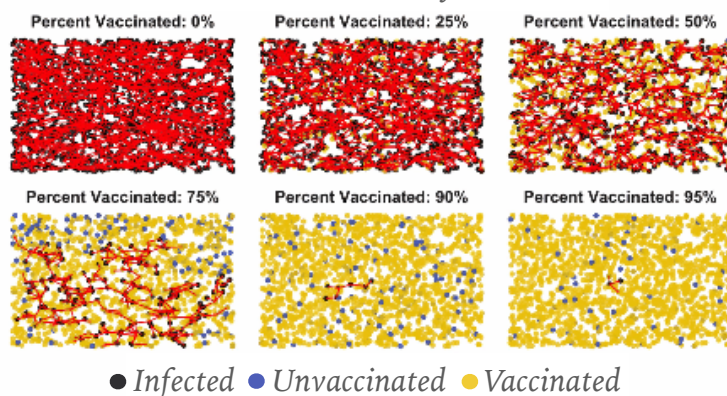 Percent Vaccinated: 0%
Percent Vaccinated: 25%
Percent Vaccinated: 50%
Percent Vaccinated: 75%
Percent Vaccinated: 90%
Percent Vaccinated: 95%
Infected Unvaccinated Vaccinated